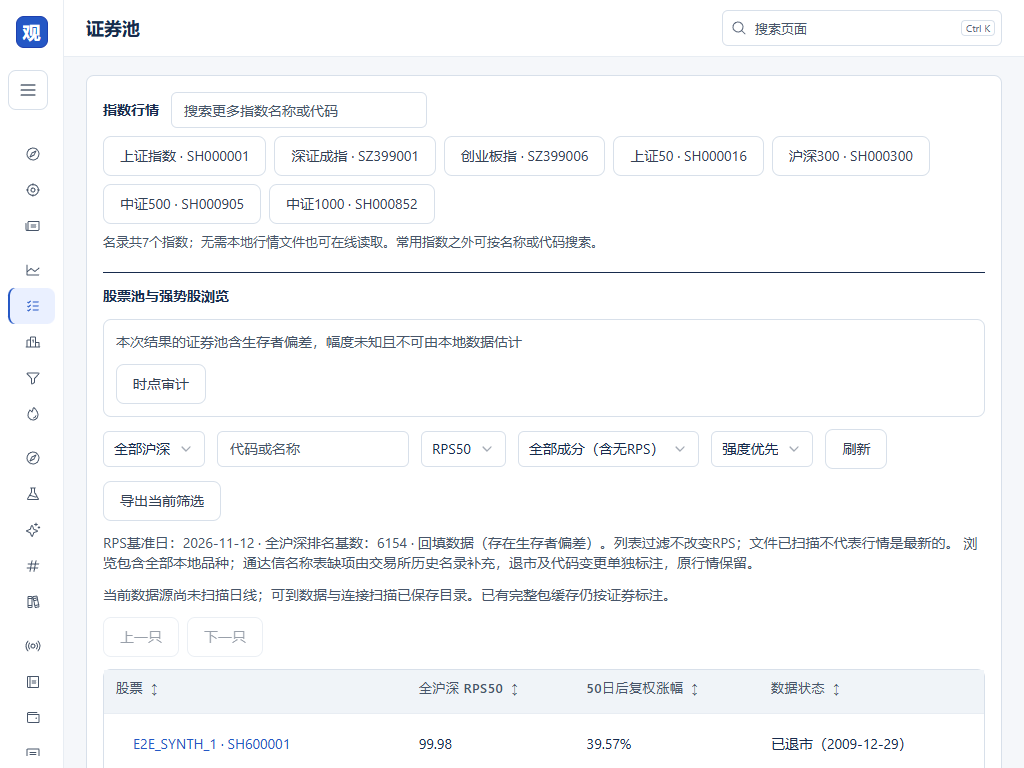 观
证券池
搜索页面
Ctrl K
指数行情
搜索更多指数名称或代码
上证指数 · SH000001
深证成指 · SZ399001
创业板指 · SZ399006
上证50 · SH000016
沪深300 · SH000300
中证500 · SH000905
中证1000 · SH000852
名录共7个指数；无需本地行情文件也可在线读取。常用指数之外可按名称或代码搜索。
股票池与强势股浏览
本次结果的证券池含生存者偏差，幅度未知且不可由本地数据估计
时点审计
全部沪深
代码或名称
RPS50
全部成分（含无RPS）
强度优先
刷新
导出当前筛选
RPS基准日：2026-11-12 · 全沪深排名基数：6154 · 回填数据（存在生存者偏差）。列表过滤不改变RPS；文件已扫描不代表行情是最新的。 浏
览包含全部本地品种；通达信名称表缺项由交易所历史名录补充，退市及代码变更单独标注，原行情保留。
当前数据源尚未扫描日线；可到数据与连接扫描已保存目录。已有完整包缓存仍按证券标注。
上一只
下一只
股票
全沪深 RPS50
50日后复权涨幅
数据状态
E2E_SYNTH_1 · SH600001
99.98
39.57%
已退市（2009-12-29）